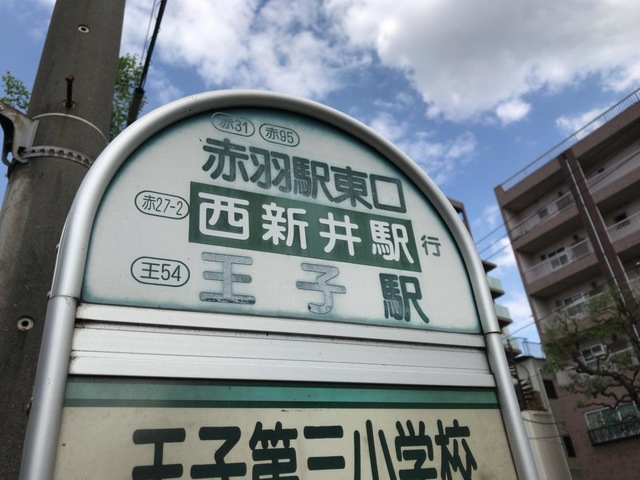 赤31 赤95
赤羽駅東口
赤27-2 西新井駅 行
王54 王子駅
王子第三小学校